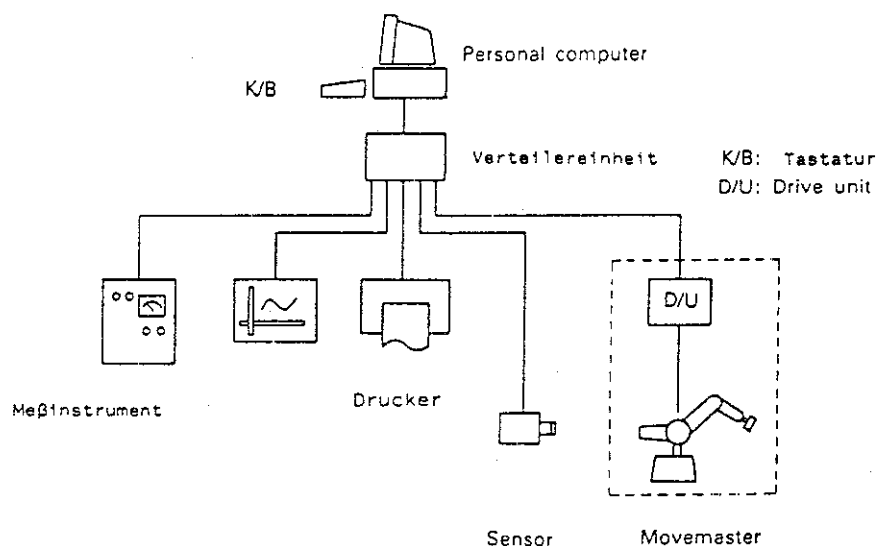 Personal computer
K/B
Verteilereinheit
K/B: Tastatur
D/U: Drive unit
D/U
Meßinstrument
Drucker
Sensor
Movemaster